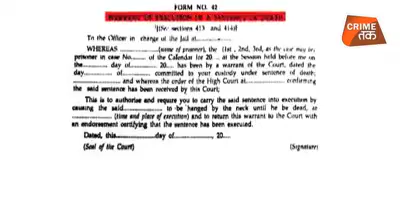 FORM NO. 42
WARRANT OF EXECUTION OF A SENTENCE OF DEATH
[(See sections 413 and 414)]
To the Officer in charge of the Jail at....................
WHEREAS ....................(name of prisoner), the (1st, 2nd, 3rd, as the case may be)
prisoner in case No............ of the Calendar for 20.... at the Session held before me on
the............day of............20.... has been by a warrant of the Court, dated the
day............of............, committed to your custody under sentence of death;
and whereas the order of the High Court at............ confirming
the said sentence has been received by this Court;
This is to authorise and require you to carry the said sentence into execution by
causing the said............ to be hanged by the neck until he be dead, at
............(time and place of execution) and to return this warrant to the Court with
an endorsement certifying that the sentence has been executed.
Dated, this............day of............, 20....
(Seal of the Court) (Signature)
CRIME
तक